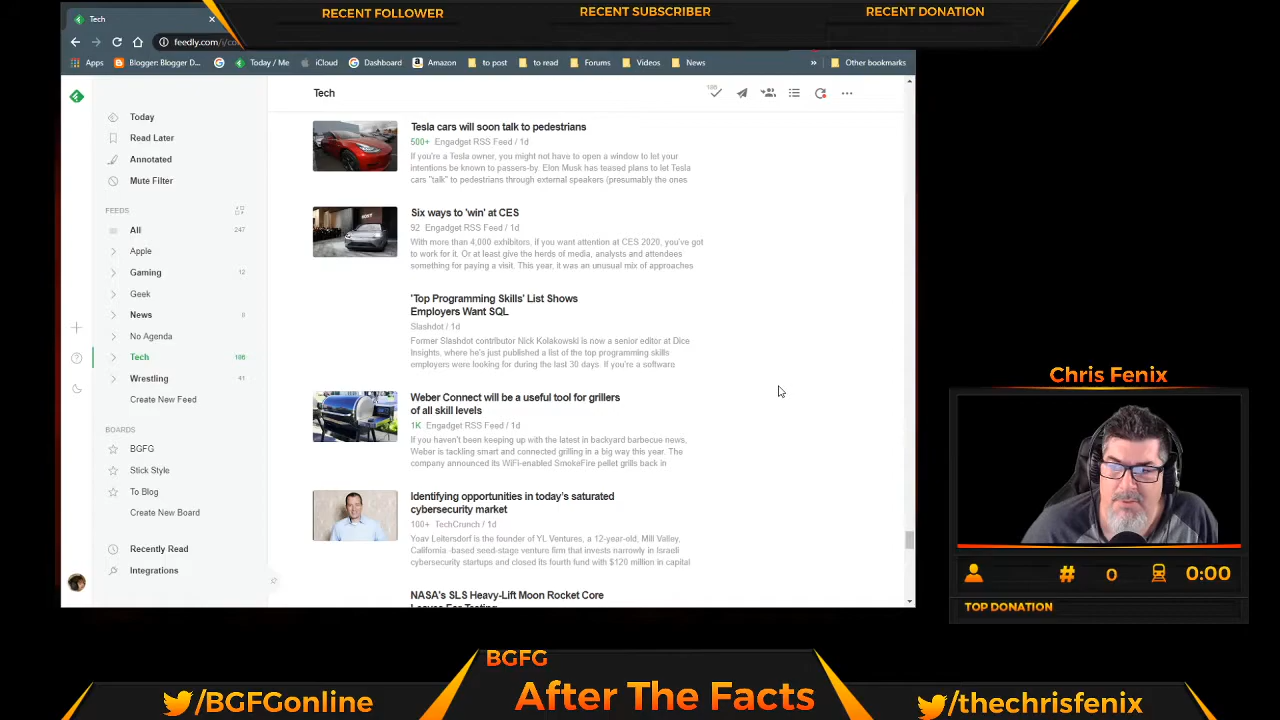 RECENT FOLLOWER
RECENT SUBSCRIBER
RECENT DONATION
Tech
feedly.com/i/co
Apps
Blogger: Blogger D...
Today / Me
iCloud
Dashboard
Amazon
to post
to read
Forums
Videos
News
»
Other bookmarks
Tech
186
Today
Read Later
Annotated
Mute Filter
FEEDS
All 247
Apple
Gaming 12
Geek
News 8
No Agenda
Tech 186
Wrestling 41
Create New Feed
BOARDS
BGFG
Stick Style
To Blog
Create New Board
Recently Read
Integrations
Tesla cars will soon talk to pedestrians
500+ Engadget RSS Feed / 1d
If you're a Tesla owner, you might not have to open a window to let your
intentions be known to passers-by. Elon Musk has teased plans to let Tesla
cars "talk" to pedestrians through external speakers (presumably the ones
Six ways to 'win' at CES
92 Engadget RSS Feed / 1d
With more than 4,000 exhibitors, if you want attention at CES 2020, you've got
to work for it. Or at least give the herds of media, analysts and attendees
something for paying a visit. This year, it was an unusual mix of approaches
'Top Programming Skills' List Shows
Employers Want SQL
Slashdot / 1d
Former Slashdot contributor Nick Kolakowski is now a senior editor at Dice
Insights, where he's just published a list of the top programming skills
employers were looking for during the last 30 days. If you're a software
Weber Connect will be a useful tool for grillers
of all skill levels
1K Engadget RSS Feed / 1d
If you haven't been keeping up with the latest in backyard barbecue news,
Weber is tackling smart and connected grilling in a big way this year. The
company announced its WiFi-enabled SmokeFire pellet grills back in
Identifying opportunities in today's saturated
cybersecurity market
100+ TechCrunch / 1d
Yoav Leitersdorf is the founder of YL Ventures, a 12-year-old, Mill Valley,
California -based seed-stage venture firm that invests narrowly in Israeli
cybersecurity startups and closed its fourth fund with $120 million in capital
NASA's SLS Heavy-Lift Moon Rocket Core
Leaves For Testing
Chris Fenix
# 0 0:00
TOP DONATION
BGFG
After The Facts
/BGFGonline
/thechrisfenix